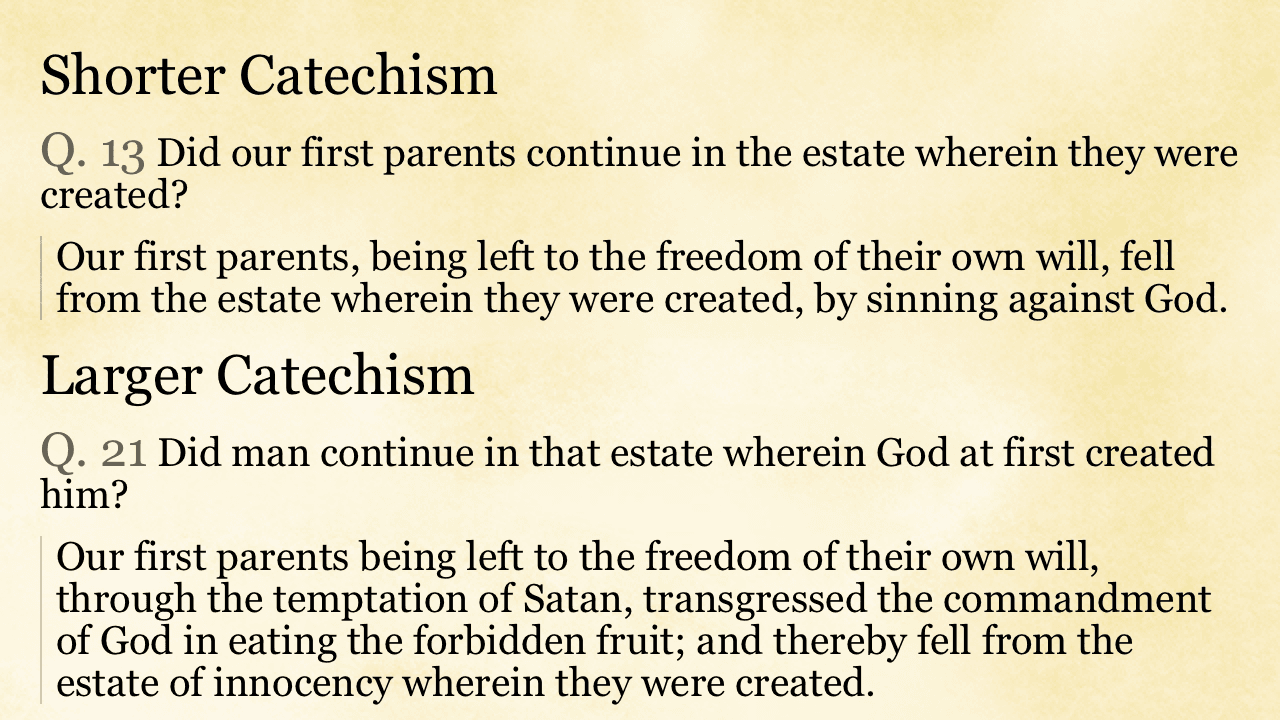 Shorter Catechism
Q. 13 Did our first parents continue in the estate wherein they were
created?
Our first parents, being left to the freedom of their own will, fell
from the estate wherein they were created, by sinning against God.
Larger Catechism
Q. 21 Did man continue in that estate wherein God at first created
him?
Our first parents being left to the freedom of their own will,
through the temptation of Satan, transgressed the commandment
of God in eating the forbidden fruit; and thereby fell from the
estate of innocency wherein they were created.